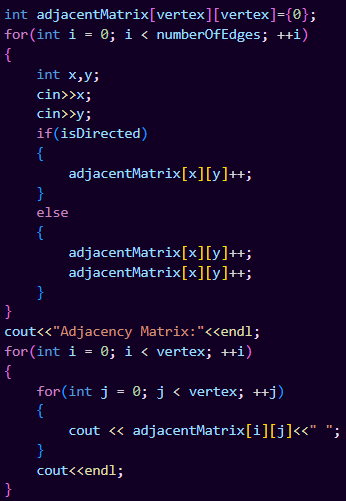 int adjacentMatrix[vertex][vertex]={0};
for(int i = 0; i < numberOfEdges; ++i)
{
    int x,y;
    cin>>x;
    cin>>y;
    if(isDirected)
    {
        adjacentMatrix[x][y]++;
    }
    else
    {
        adjacentMatrix[x][y]++;
        adjacentMatrix[x][y]++;
    }
}
cout<<"Adjacency Matrix:"<<endl;
for(int i = 0; i < vertex; ++i)
{
    for(int j = 0; j < vertex; ++j)
    {
        cout << adjacentMatrix[i][j]<<" ";
    }
    cout<<endl;
}